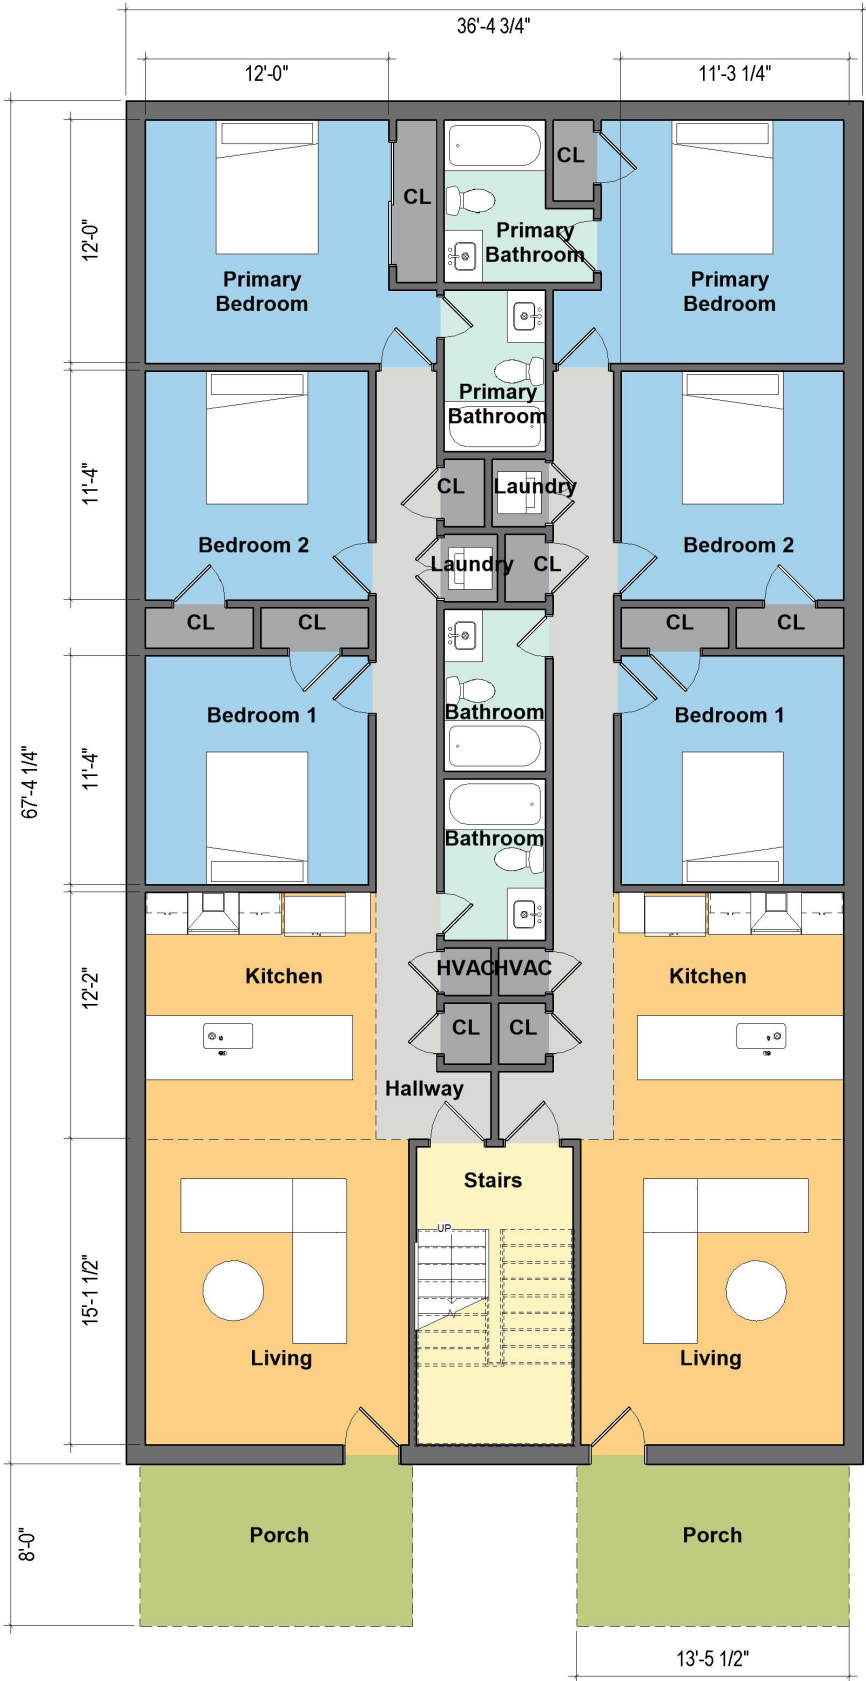 36'-4 3/4"
12'-0"
11'-3 1/4"
CL
CL
12'-0"
Primary
Bathroom
Primary
Bedroom
Primary
Bedroom
Primary
Bathroom
11'-4"
CL
Laundry
Bedroom 2
Bedroom 2
Laundry
CL
CL
CL
CL
CL
Bedroom 1
Bathroom
Bedroom 1
67'-4 1/4"
11'-4"
Bathroom
12'-2"
Kitchen
HVAC
HVAC
Kitchen
CL
CL
Hallway
Stairs
UP
15'-1 1/2"
Living
Living
8'-0"
Porch
Porch
13'-5 1/2"